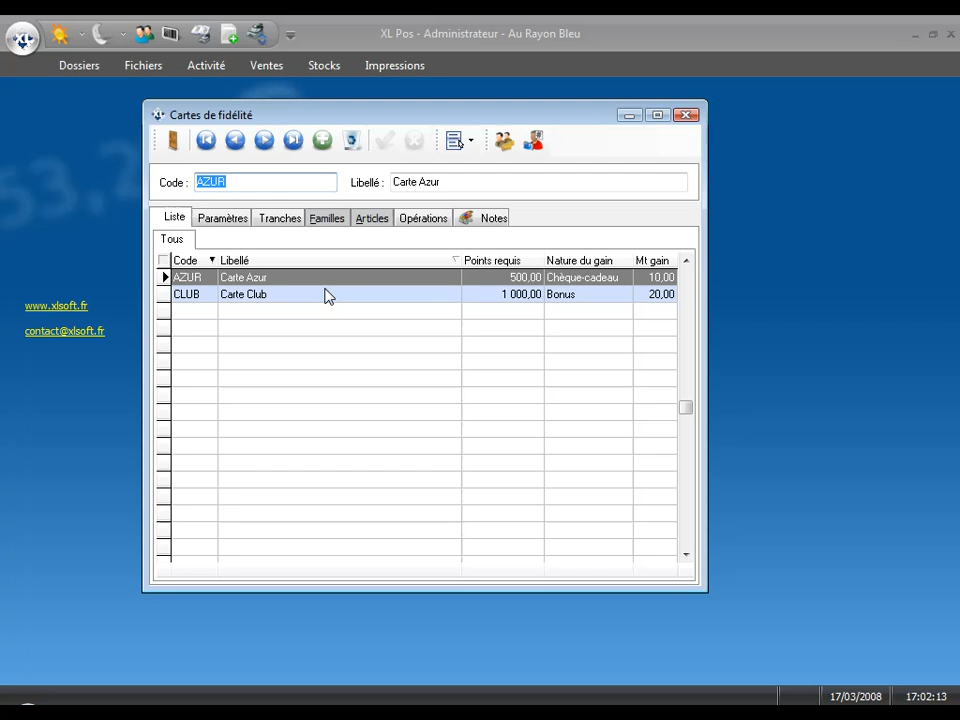 XL Pos - Administrateur - Au Rayon Bleu
Dossiers Fichiers Activité Ventes Stocks Impressions
Cartes de fidélité
Code : AZUR Libellé : Carte Azur
Liste Paramètres Tranches Familles Articles Opérations Notes
Tous
Code Libellé Points requis Nature du gain Mt gain
AZUR Carte Azur 500,00 Chèque-cadeau 10,00
CLUB Carte Club 1 000,00 Bonus 20,00
www.xlsoft.fr
contact@xlsoft.fr
17/03/2008 17:02:13